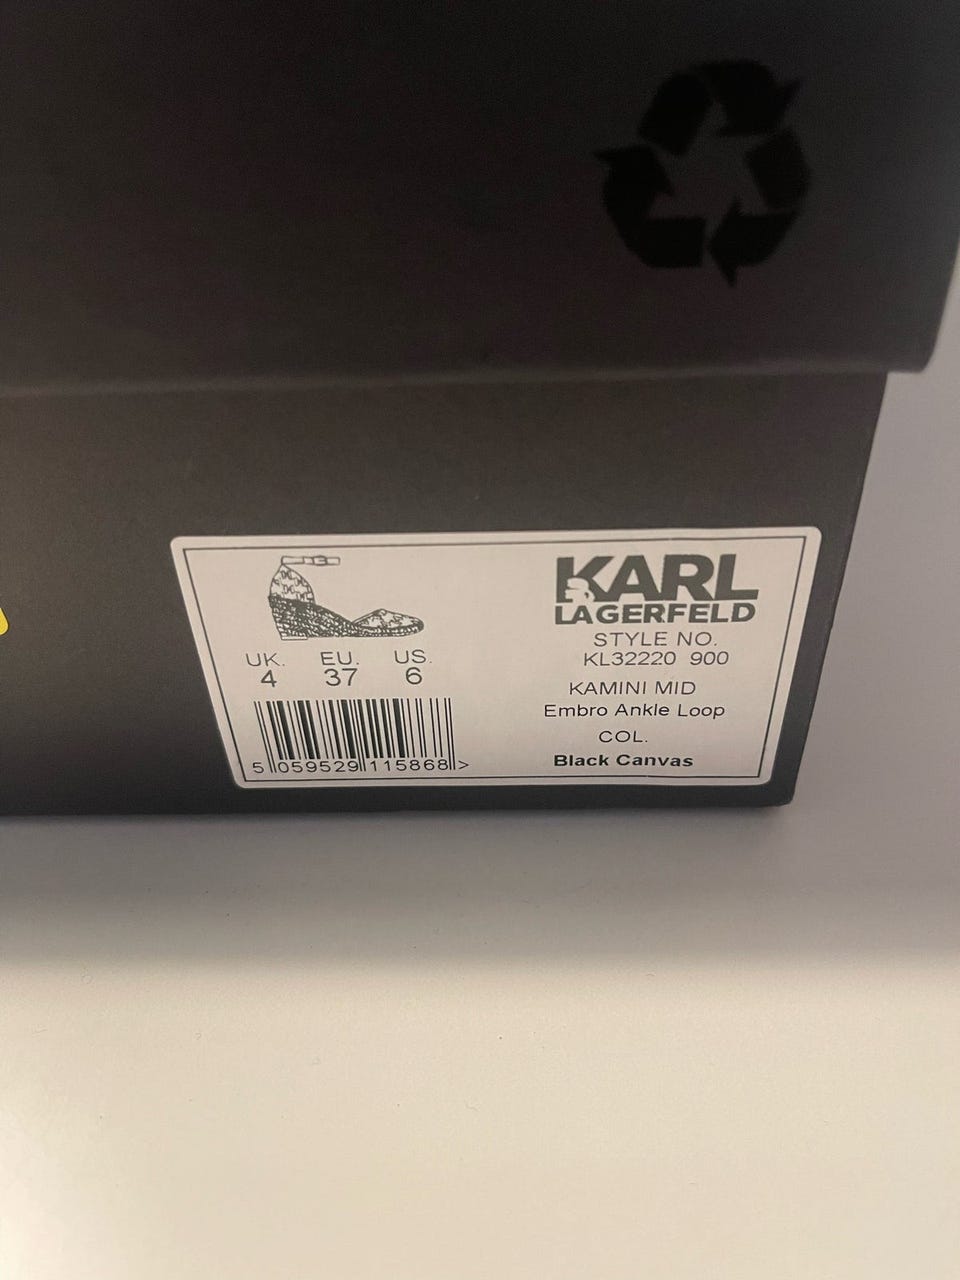 KARL
LAGERFELD
STYLE NO.
KL32220 900
KAMINI MID
Embro Ankle Loop
COL.
Black Canvas
UK. EU. US.
4 37 6
5 059529 115868 >